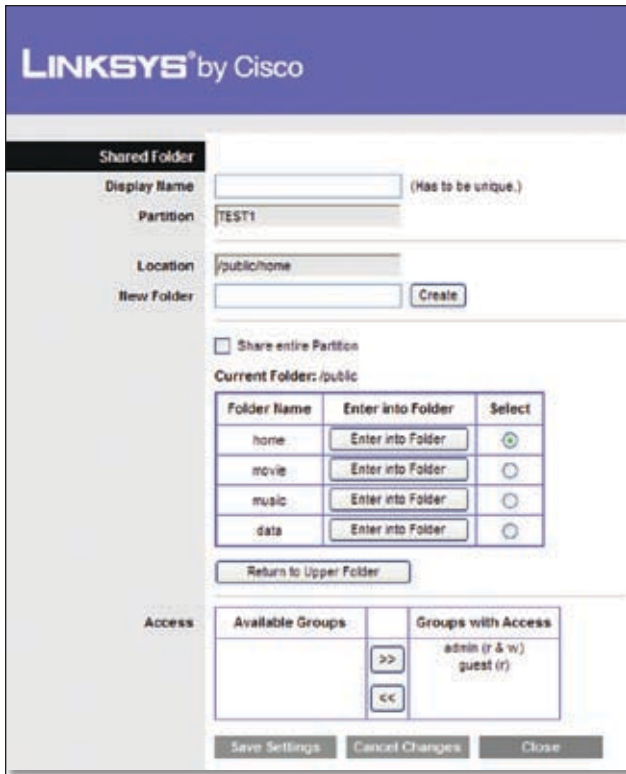 LINKSYS® by Cisco
Shared Folder
Display Name (Has to be unique.)
Partition TEST1
Location /public/home
New Folder Create
Share entire Partition
Current Folder: /public
Folder Name Enter into Folder Select
home Enter into Folder
movie Enter into Folder
music Enter into Folder
data Enter into Folder
Return to Upper Folder
Access Available Groups Groups with Access
admin (r & w)
>>
guest (r)
<<
Save Settings Cancel Changes Close